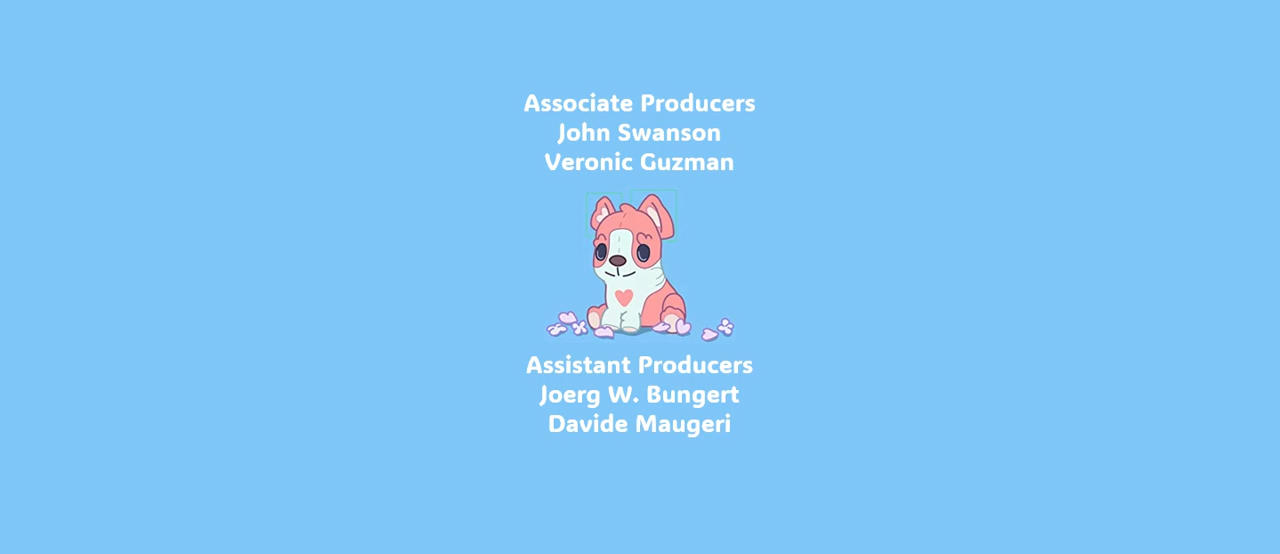 Associate Producers
John Swanson
Veronic Guzman
Assistant Producers
Joerg W. Bungert
Davide Maugeri